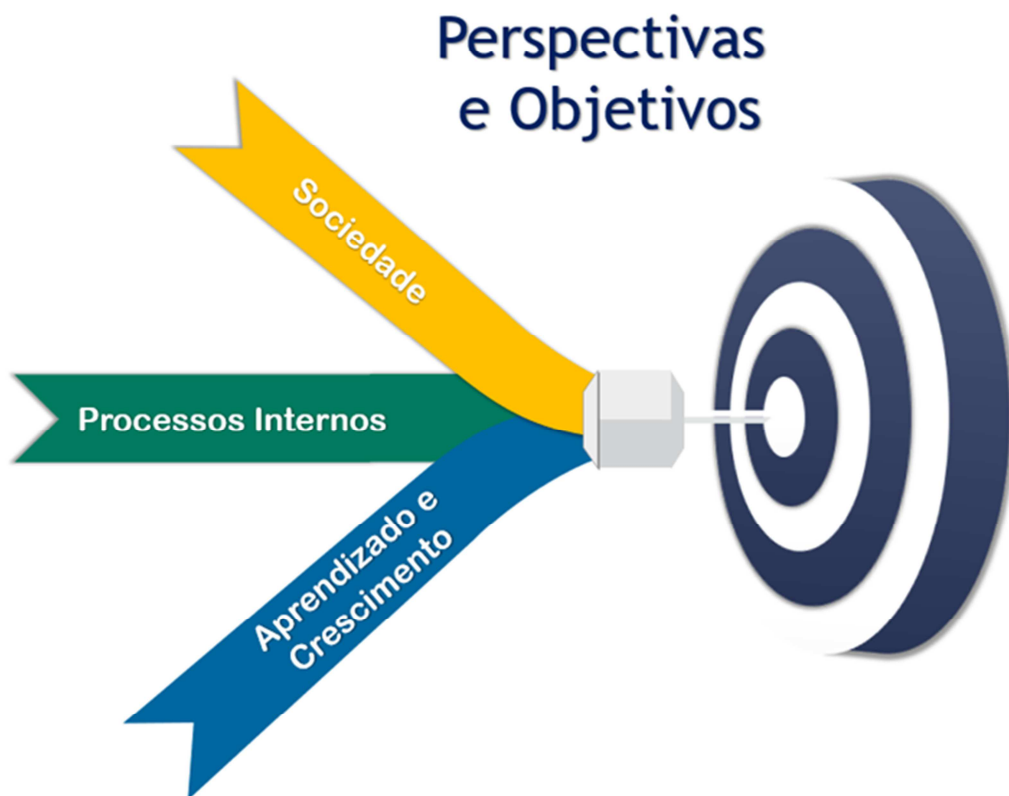 Perspectivas
e Objetivos
Sociedade
Processos Internos
Aprendizado e
Crescimento